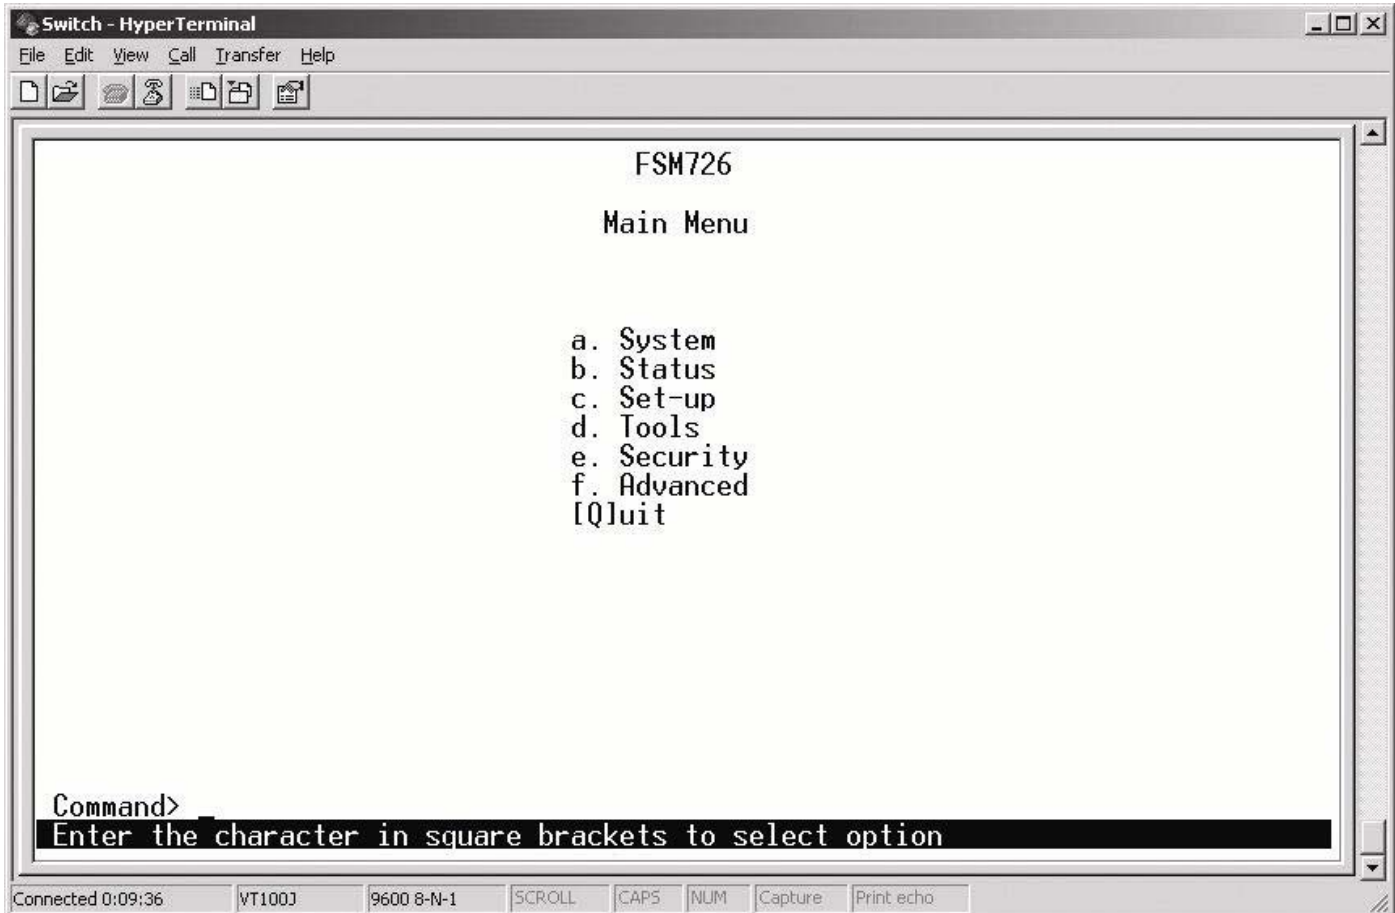 Switch - HyperTerminal
File Edit View Call Transfer Help
FSM726
Main Menu
a. System
b. Status
c. Set-up
d. Tools
e. Security
f. Advanced
[Q]uit
Command> _
Enter the character in square brackets to select option
Connected 0:09:36 VT100J 9600 8-N-1 SCROLL CAPS NUM Capture Print echo